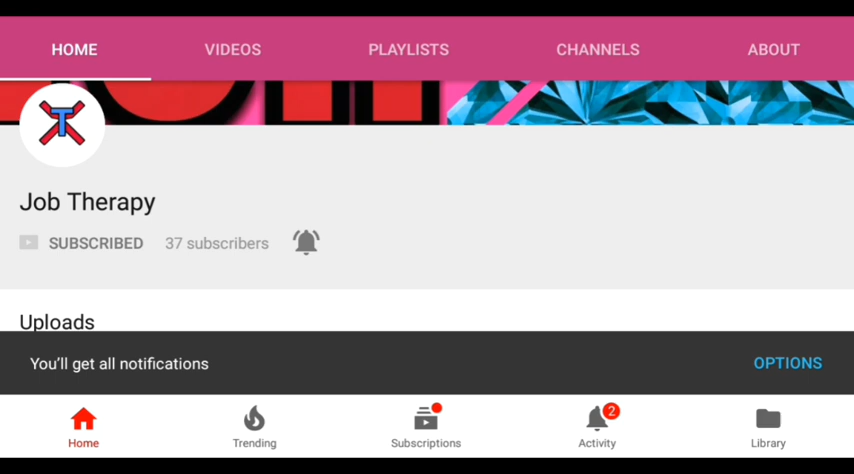 HOME VIDEOS PLAYLISTS CHANNELS ABOUT
T
Job Therapy
SUBSCRIBED 37 subscribers
Uploads
You'll get all notifications OPTIONS
2
Home Trending Subscriptions Activity Library